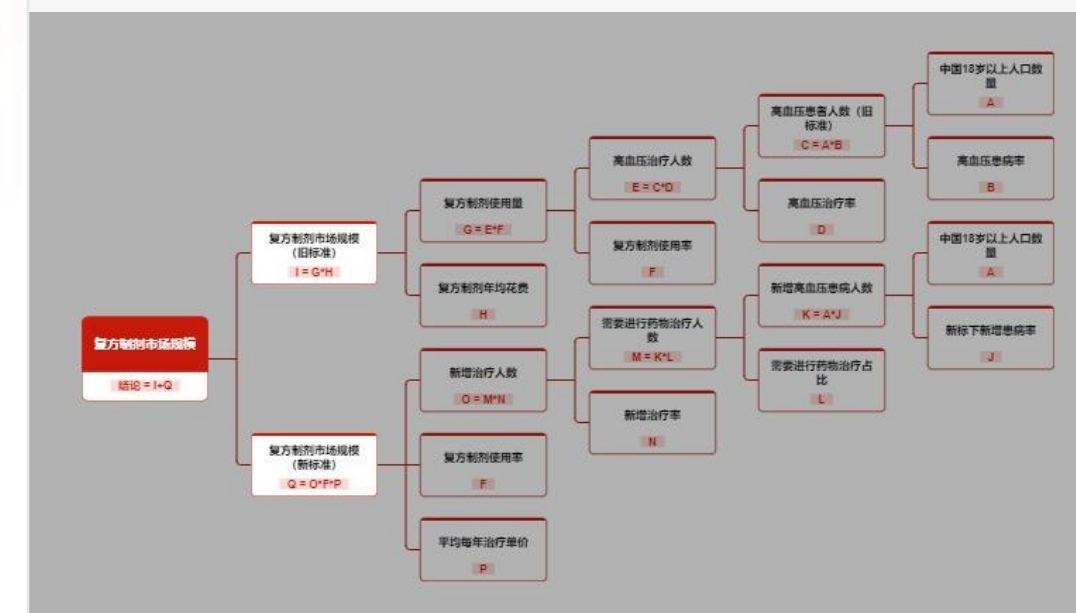 中国18岁以上人口数
量
A
高血压患者人数（旧
标准）
C = A*B
高血压治疗人数
E = C*D
高血压患病率
B
复方制剂使用量
G = E*F
高血压治疗率
D
复方制剂市场规模
（旧标准）
I = G*H
复方制剂使用率
F
中国18岁以上人口数
量
A
复方制剂年均花费
H
新增高血压患病人数
K = A*J
复方制剂市场规模
结论 = I+Q
需要进行药物治疗人
数
M = K*L
新标下新增患病率
J
新增治疗人数
O = M*N
需要进行药物治疗占
比
L
新增治疗率
N
复方制剂市场规模
（新标准）
Q = O*F*P
复方制剂使用率
F
平均每年治疗单价
P